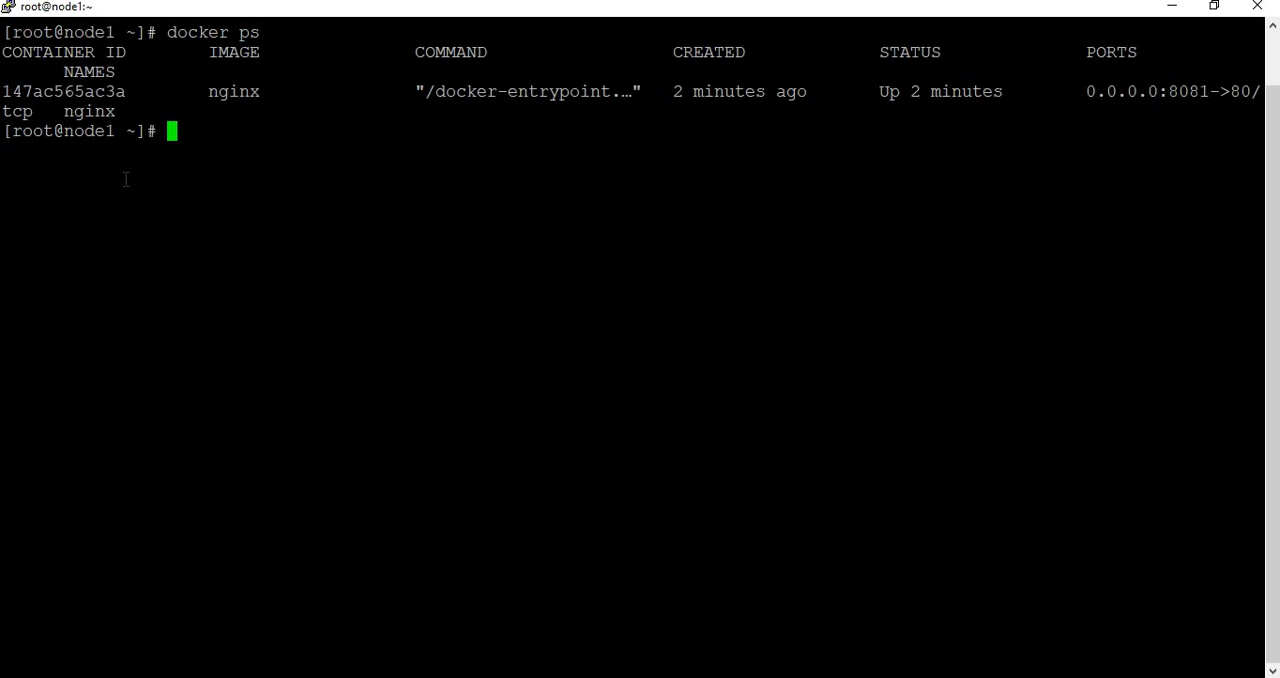 root@node1:~
[root@node1 ~]# docker ps
CONTAINER ID        IMAGE               COMMAND                  CREATED             STATUS              PORTS
      NAMES
147ac565ac3a        nginx               "/docker-entrypoint.…"   2 minutes ago       Up 2 minutes        0.0.0.0:8081->80/
tcp   nginx
[root@node1 ~]#